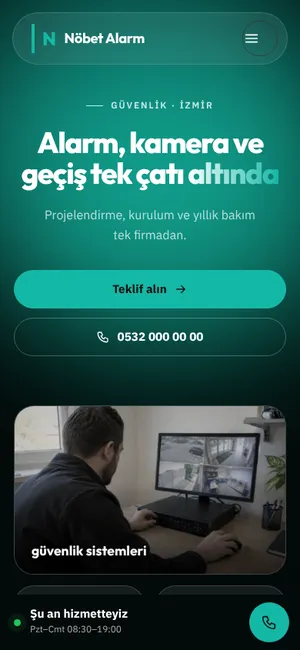 N Nöbet Alarm
GÜVENLİK · İZMİR
Alarm, kamera ve
geçiş tek çatı altında
Projelendirme, kurulum ve yıllık bakım
tek firmadan.
Teklif alın →
0532 000 00 00
güvenlik sistemleri
Şu an hizmetteyiz
Pzt–Cmt 08:30–19:00